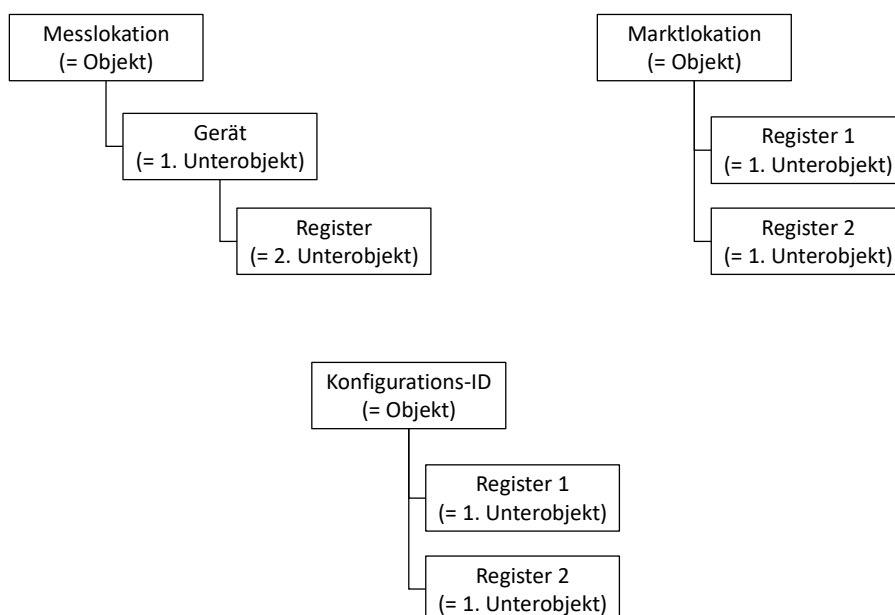 Messlokation
(= Objekt)
Gerät
(= 1. Unterobjekt)
Register
(= 2. Unterobjekt)
Marktlokation
(= Objekt)
Register 1
(= 1. Unterobjekt)
Register 2
(= 1. Unterobjekt)
Konfigurations-ID
(= Objekt)
Register 1
(= 1. Unterobjekt)
Register 2
(= 1. Unterobjekt)